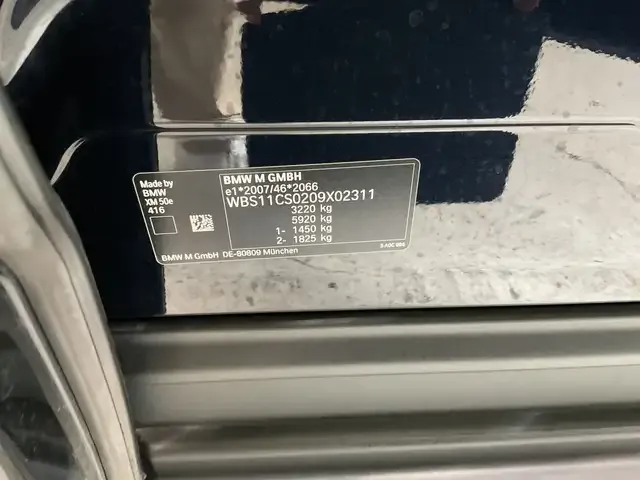 Made by
BMW
XM 50e
416
BMW M GMBH
e1*2007/46*2066
WBS11CS0209X02311
3220 kg
5920 kg
1- 1450 kg
2- 1825 kg
BMW M GmbH DE-80809 München